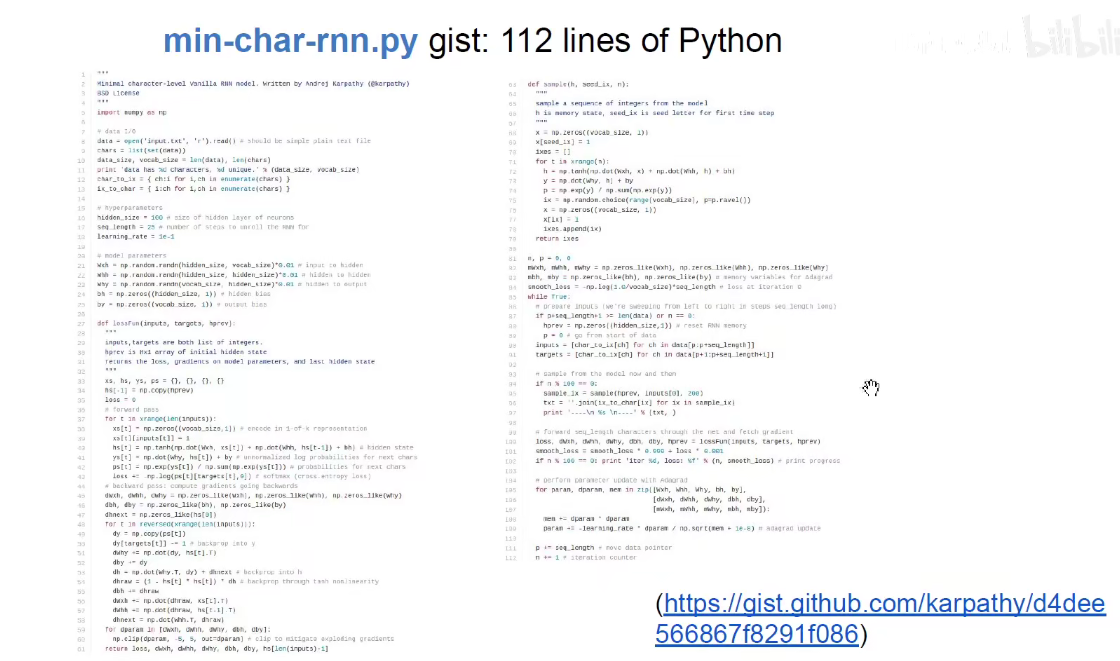 min-char-rnn.py gist: 112 lines of Python
bilibili
1 """
2 Minimal character-level Vanilla RNN model. Written by Andrej Karpathy (@karpathy)
3 BSD License
4 """
5 import numpy as np
6
7 # data I/O
8 data = open('input.txt', 'r').read() # should be simple plain text file
9 chars = list(set(data))
10 data_size, vocab_size = len(data), len(chars)
11 print 'data has %d characters, %d unique.' % (data_size, vocab_size)
12 char_to_ix = { ch:i for i,ch in enumerate(chars) }
13 ix_to_char = { i:ch for i,ch in enumerate(chars) }
14
15 # hyperparameters
16 hidden_size = 100 # size of hidden layer of neurons
17 seq_length = 25 # number of steps to unroll the RNN for
18 learning_rate = 1e-1
19
20 # model parameters
21 Wxh = np.random.randn(hidden_size, vocab_size)*0.01 # input to hidden
22 Whh = np.random.randn(hidden_size, hidden_size)*0.01 # hidden to hidden
23 Why = np.random.randn(vocab_size, hidden_size)*0.01 # hidden to output
24 bh = np.zeros((hidden_size, 1)) # hidden bias
25 by = np.zeros((vocab_size, 1)) # output bias
26
27 def lossFun(inputs, targets, hprev):
28 """
29 inputs,targets are both list of integers.
30 hprev is Hx1 array of initial hidden state
31 returns the loss, gradients on model parameters, and last hidden state
32 """
33 xs, hs, ys, ps = {}, {}, {}, {}
34 hs[-1] = np.copy(hprev)
35 loss = 0
36 # forward pass
37 for t in xrange(len(inputs)):
38 xs[t] = np.zeros((vocab_size,1)) # encode in 1-of-k representation
39 xs[t][inputs[t]] = 1
40 hs[t] = np.tanh(np.dot(Wxh, xs[t]) + np.dot(Whh, hs[t-1]) + bh) # hidden state
41 ys[t] = np.dot(Why, hs[t]) + by # unnormalized log probabilities for next chars
42 ps[t] = np.exp(ys[t]) / np.sum(np.exp(ys[t])) # probabilities for next chars
43 loss += -np.log(ps[t][targets[t],0]) # softmax (cross-entropy loss)
44 # backward pass: compute gradients going backwards
45 dWxh, dWhh, dWhy = np.zeros_like(Wxh), np.zeros_like(Whh), np.zeros_like(Why)
46 dbh, dby = np.zeros_like(bh), np.zeros_like(by)
47 dhnext = np.zeros_like(hs[0])
48 for t in reversed(xrange(len(inputs))):
49 dy = np.copy(ps[t])
50 dy[targets[t]] -= 1 # backprop into y
51 dWhy += np.dot(dy, hs[t].T)
52 dby += dy
53 dh = np.dot(Why.T, dy) + dhnext # backprop into h
54 dhraw = (1 - hs[t] * hs[t]) * dh # backprop through tanh nonlinearity
55 dbh += dhraw
56 dWxh += np.dot(dhraw, xs[t].T)
57 dWhh += np.dot(dhraw, hs[t-1].T)
58 dhnext = np.dot(Whh.T, dhraw)
59 for dparam in [dWxh, dWhh, dWhy, dbh, dby]:
60 np.clip(dparam, -5, 5, out=dparam) # clip to mitigate exploding gradients
61 return loss, dWxh, dWhh, dWhy, dbh, dby, hs[len(inputs)-1]
63 def sample(h, seed_ix, n):
64 """
65 sample a sequence of integers from the model
66 h is memory state, seed_ix is seed letter for first time step
67 """
68 x = np.zeros((vocab_size, 1))
69 x[seed_ix] = 1
70 ixes = []
71 for t in xrange(n):
72 h = np.tanh(np.dot(Wxh, x) + np.dot(Whh, h) + bh)
73 y = np.dot(Why, h) + by
74 p = np.exp(y) / np.sum(np.exp(y))
75 ix = np.random.choice(range(vocab_size), p=p.ravel())
76 x = np.zeros((vocab_size, 1))
77 x[ix] = 1
78 ixes.append(ix)
79 return ixes
80
81 n, p = 0, 0
82 mWxh, mWhh, mWhy = np.zeros_like(Wxh), np.zeros_like(Whh), np.zeros_like(Why)
83 mbh, mby = np.zeros_like(bh), np.zeros_like(by) # memory variables for Adagrad
84 smooth_loss = -np.log(1.0/vocab_size)*seq_length # loss at iteration 0
85 while True:
86 # prepare inputs (we're sweeping from left to right in steps seq_length long)
87 if p+seq_length+1 >= len(data) or n == 0:
88 hprev = np.zeros((hidden_size,1)) # reset RNN memory
89 p = 0 # go from start of data
90 inputs = [char_to_ix[ch] for ch in data[p:p+seq_length]]
91 targets = [char_to_ix[ch] for ch in data[p+1:p+seq_length+1]]
92
93 # sample from the model now and then
94 if n % 100 == 0:
95 sample_ix = sample(hprev, inputs[0], 200)
96 txt = ''.join(ix_to_char[ix] for ix in sample_ix)
97 print '----\n %s \n----' % (txt, )
98
99 # forward seq_length characters through the net and fetch gradient
100 loss, dWxh, dWhh, dWhy, dbh, dby, hprev = lossFun(inputs, targets, hprev)
101 smooth_loss = smooth_loss * 0.999 + loss * 0.001
102 if n % 100 == 0: print 'iter %d, loss: %f' % (n, smooth_loss) # print progress
103
104 # perform parameter update with Adagrad
105 for param, dparam, mem in zip([Wxh, Whh, Why, bh, by],
106 [dWxh, dWhh, dWhy, dbh, dby],
107 [mWxh, mWhh, mWhy, mbh, mby]):
108 mem += dparam * dparam
109 param += -learning_rate * dparam / np.sqrt(mem + 1e-8) # adagrad update
110
111 p += seq_length # move data pointer
112 n += 1 # iteration counter
(https://gist.github.com/karpathy/d4dee
566867f8291f086)